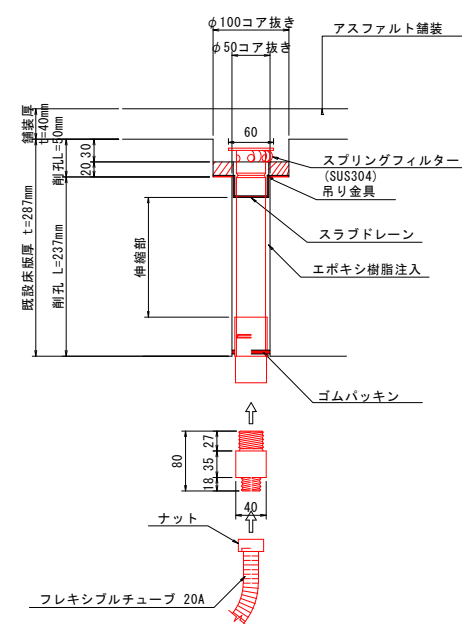 φ100コア抜き
φ50コア抜き
アスファルト舗装
舗装厚
t=40mm
削孔L=50mm
20,30
60
スプリングフィルター
(SUS304)
吊り金具
スラブドレーン
既設床版厚 t=287mm
削孔 L=237mm
伸縮部
エポキシ樹脂注入
ゴムパッキン
80
18,35
27
40
ナット
フレキシブルチューブ 20A